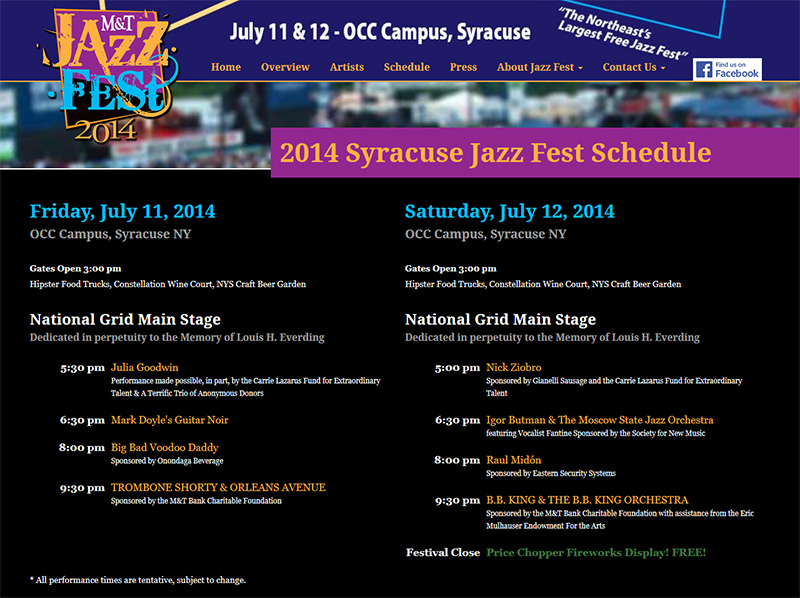 M&T
JAZZ
FEST
2014
July 11 & 12 - OCC Campus, Syracuse
"The Northeast's
Largest Free Jazz Fest"
Home Overview Artists Schedule Press About Jazz Fest Contact Us
Find us on
Facebook
2014 Syracuse Jazz Fest Schedule
Friday, July 11, 2014
OCC Campus, Syracuse NY
Gates Open 3:00 pm
Hipster Food Trucks, Constellation Wine Court, NYS Craft Beer Garden
National Grid Main Stage
Dedicated in perpetuity to the Memory of Louis H. Everding
5:30 pm Julia Goodwin
Performance made possible, in part, by the Carrie Lazarus Fund for Extraordinary
Talent & A Terrific Trio of Anonymous Donors
6:30 pm Mark Doyle's Guitar Noir
8:00 pm Big Bad Voodoo Daddy
Sponsored by Onondaga Beverage
9:30 pm TROMBONE SHORTY & ORLEANS AVENUE
Sponsored by the M&T Bank Charitable Foundation
* All performance times are tentative, subject to change.
Saturday, July 12, 2014
OCC Campus, Syracuse NY
Gates Open 3:00 pm
Hipster Food Trucks, Constellation Wine Court, NYS Craft Beer Garden
National Grid Main Stage
Dedicated in perpetuity to the Memory of Louis H. Everding
5:00 pm Nick Ziobro
Sponsored by Gianelli Sausage and the Carrie Lazarus Fund for Extraordinary
Talent
6:30 pm Igor Butman & The Moscow State Jazz Orchestra
featuring Vocalist Fantine Sponsored by the Society for New Music
8:00 pm Raul Midón
Sponsored by Eastern Security Systems
9:30 pm B.B. KING & THE B.B. KING ORCHESTRA
Sponsored by the M&T Bank Charitable Foundation with assistance from the Eric
Mulhauser Endowment For the Arts
Festival Close Price Chopper Fireworks Display! FREE!